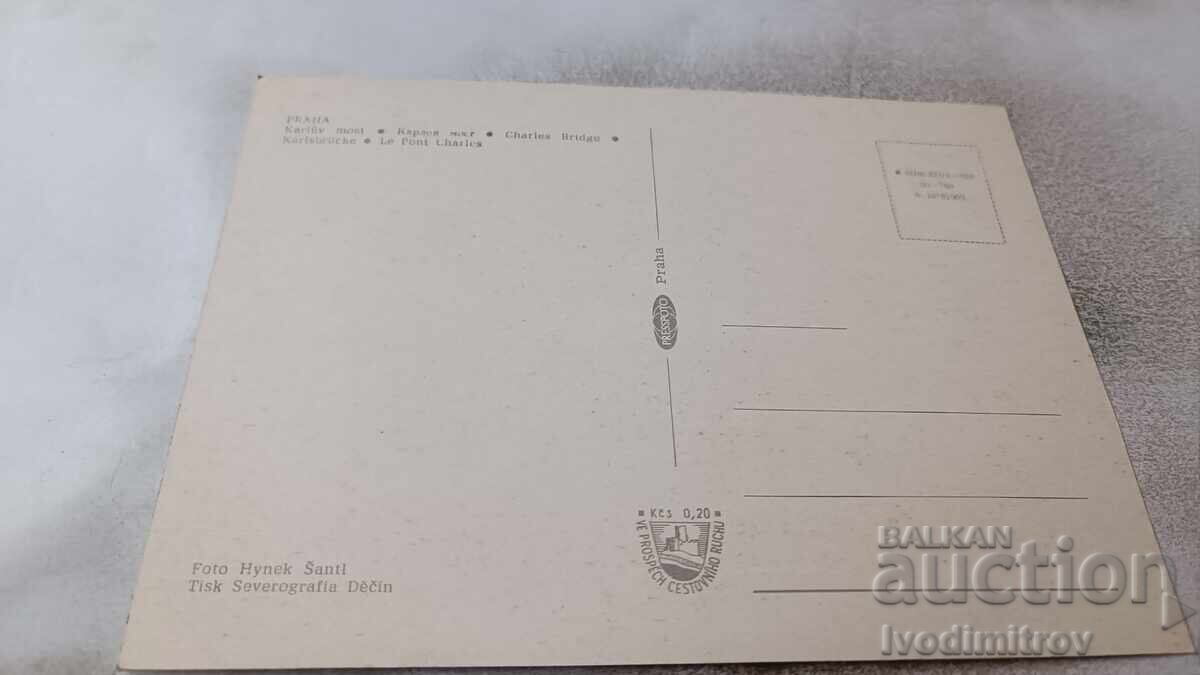 PRAHA
Karlův most • Карлов мост • Charles Bridge •
Karlsbrücke • Le Pont Charles
Praha
PRESSFOTO
Kčs 0,20
VE PROSPĚCH CESTOVNÍHO RUCHU
Foto Hynek Šantl
Tisk Severografia Děčín
BALKAN
auction
Ivodimitrov